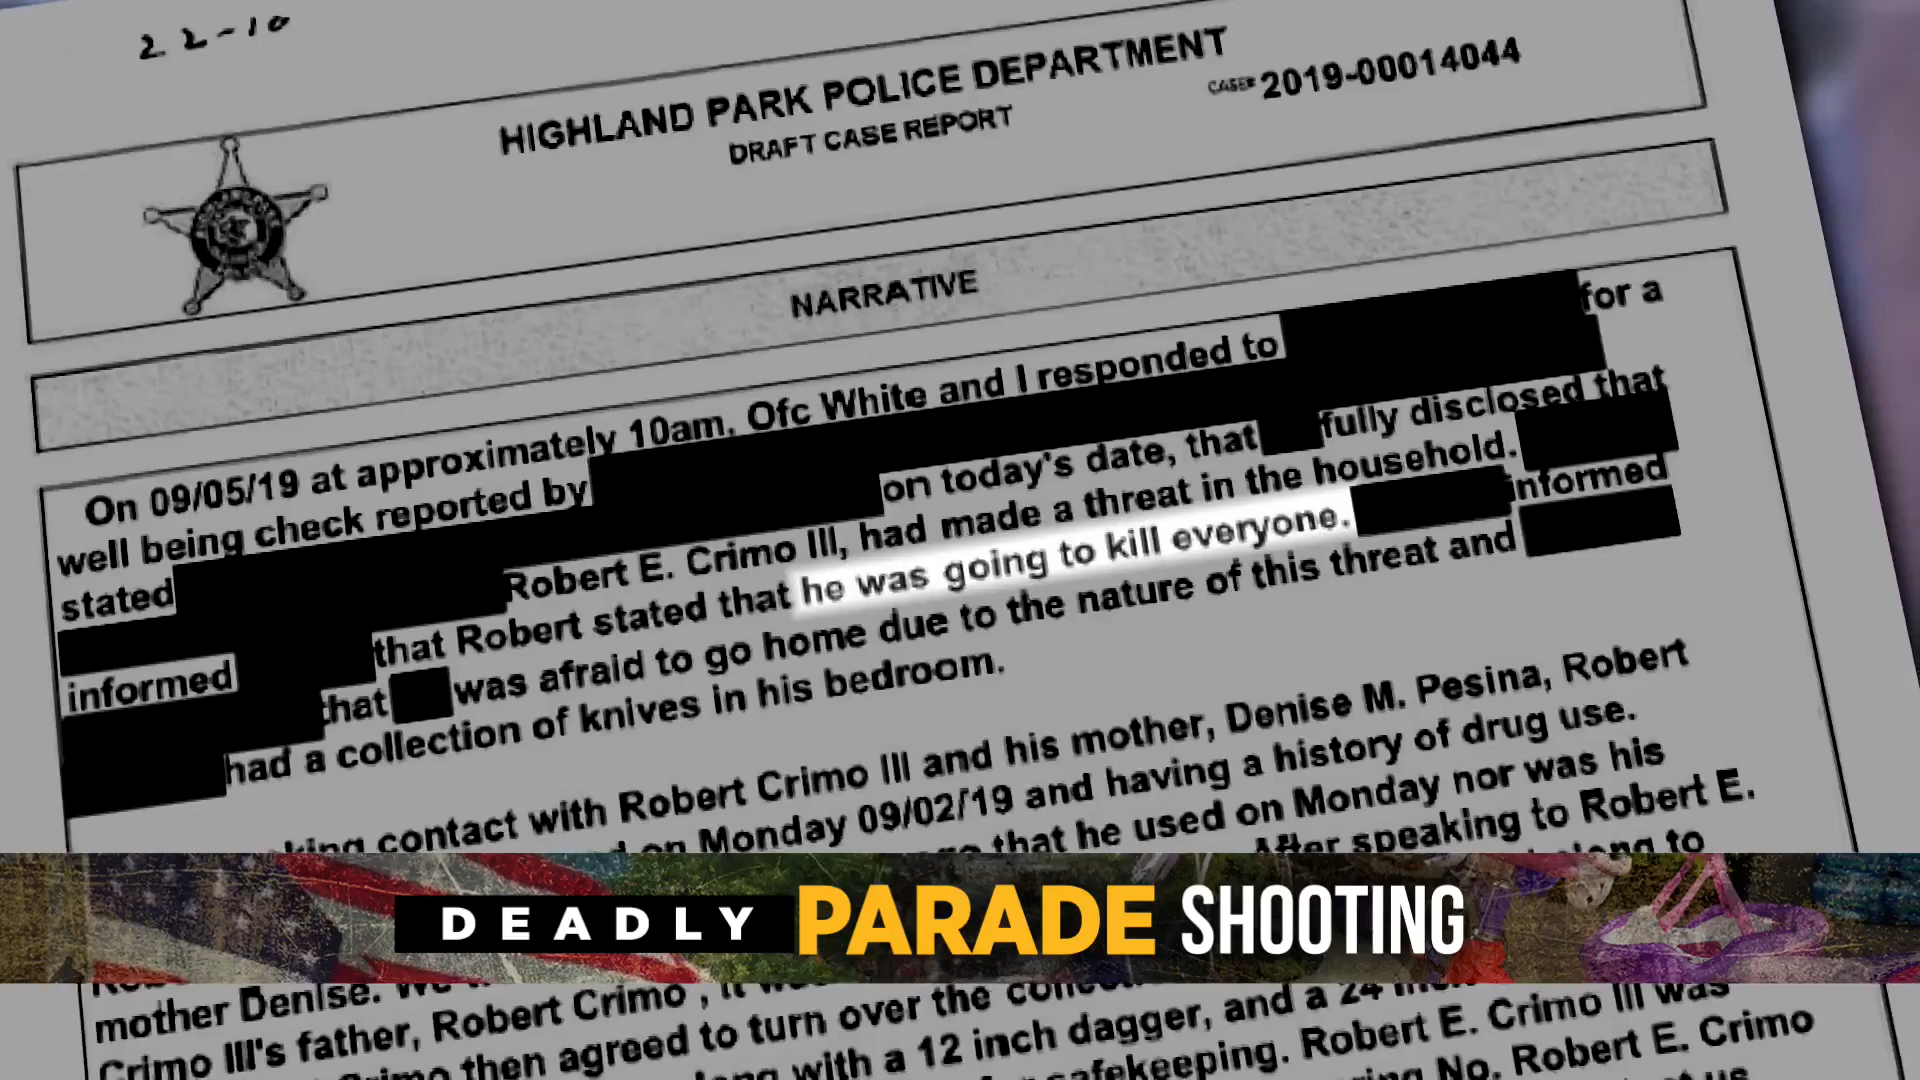 22-10
HIGHLAND PARK POLICE DEPARTMENT
DRAFT CASE REPORT
CASE# 2019-00014044
NARRATIVE
On 09/05/19 at approximately 10am, Ofc White and I responded to for a
well being check reported by
stated on today's date, that fully disclosed that
Robert E. Crimo III, had made a threat in the household.
informed that Robert stated that he was going to kill everyone. informed
that was afraid to go home due to the nature of this threat and
had a collection of knives in his bedroom.
contact with Robert Crimo III and his mother, Denise M. Pesina, Robert
on Monday 09/02/19 and having a history of drug use.
that he used on Monday nor was his
After speaking to Robert E.
to
DEADLY PARADE SHOOTING
mother Denise.
Crimo III's father, Robert Crimo,
then agreed to turn over the
with a 12 inch dagger, and a 24
safekeeping. Robert E. Crimo III was
No. Robert E. Crimo
us